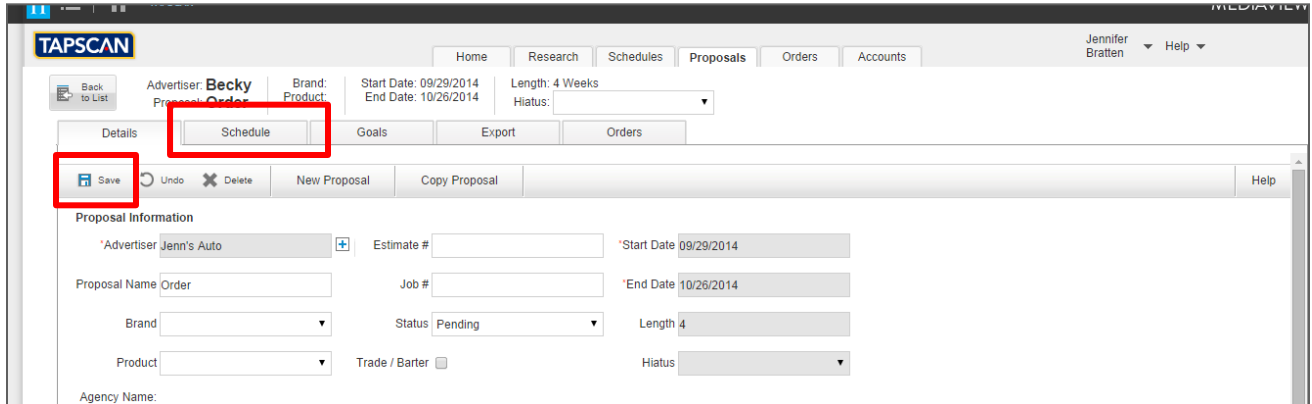 TAPSCAN
Home Research Schedules Proposals Orders Accounts
Jennifer Bratten Help
Back to List
Advertiser: Becky Brand: Start Date: 09/29/2014 Length: 4 Weeks
Proposal: Order Product: End Date: 10/26/2014 Hiatus:
Details Schedule Goals Export Orders
Save Undo Delete New Proposal Copy Proposal Help
Proposal Information
*Advertiser Jenn's Auto Estimate # *Start Date 09/29/2014
Proposal Name Order Job # *End Date 10/26/2014
Brand Status Pending Length 4
Product Trade / Barter Hiatus
Agency Name: